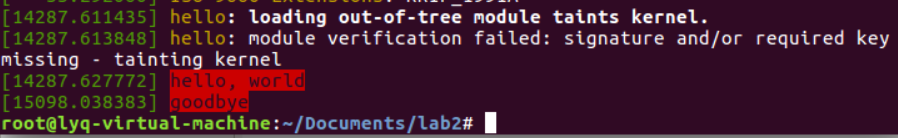 [14287.611435] hello: loading out-of-tree module taints kernel.
[14287.613848] hello: module verification failed: signature and/or required key
missing - tainting kernel
[14287.627772] hello, world
[15098.038383] goodbye
root@lyq-virtual-machine:~/Documents/lab2#